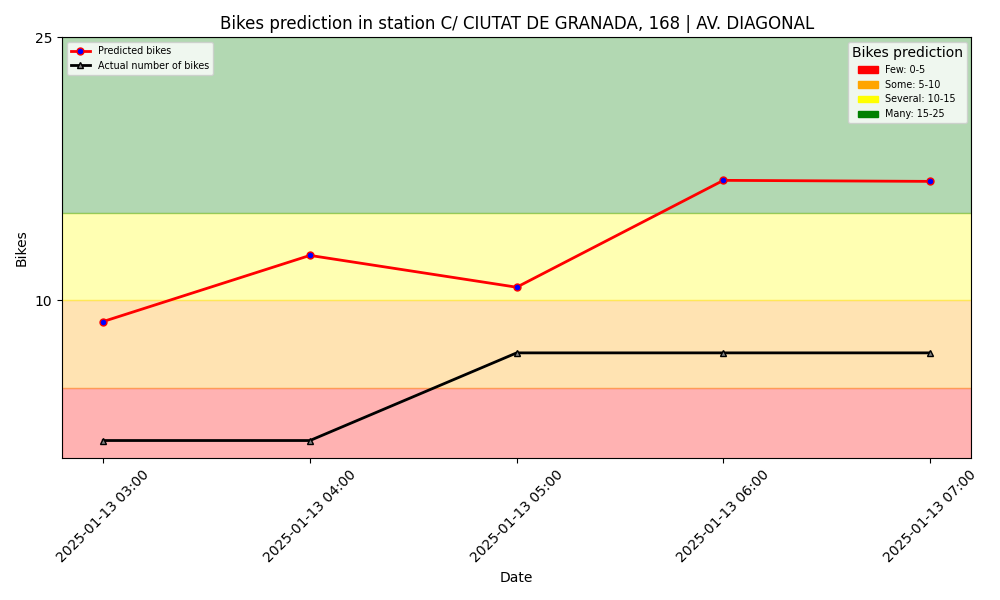 Bikes prediction in station C/ CIUTAT DE GRANADA, 168 | AV. DIAGONAL
25
10
Bikes
Predicted bikes
Actual number of bikes
Bikes prediction
Few: 0-5
Some: 5-10
Several: 10-15
Many: 15-25
2025-01-13 03:00
2025-01-13 04:00
2025-01-13 05:00
2025-01-13 06:00
2025-01-13 07:00
Date